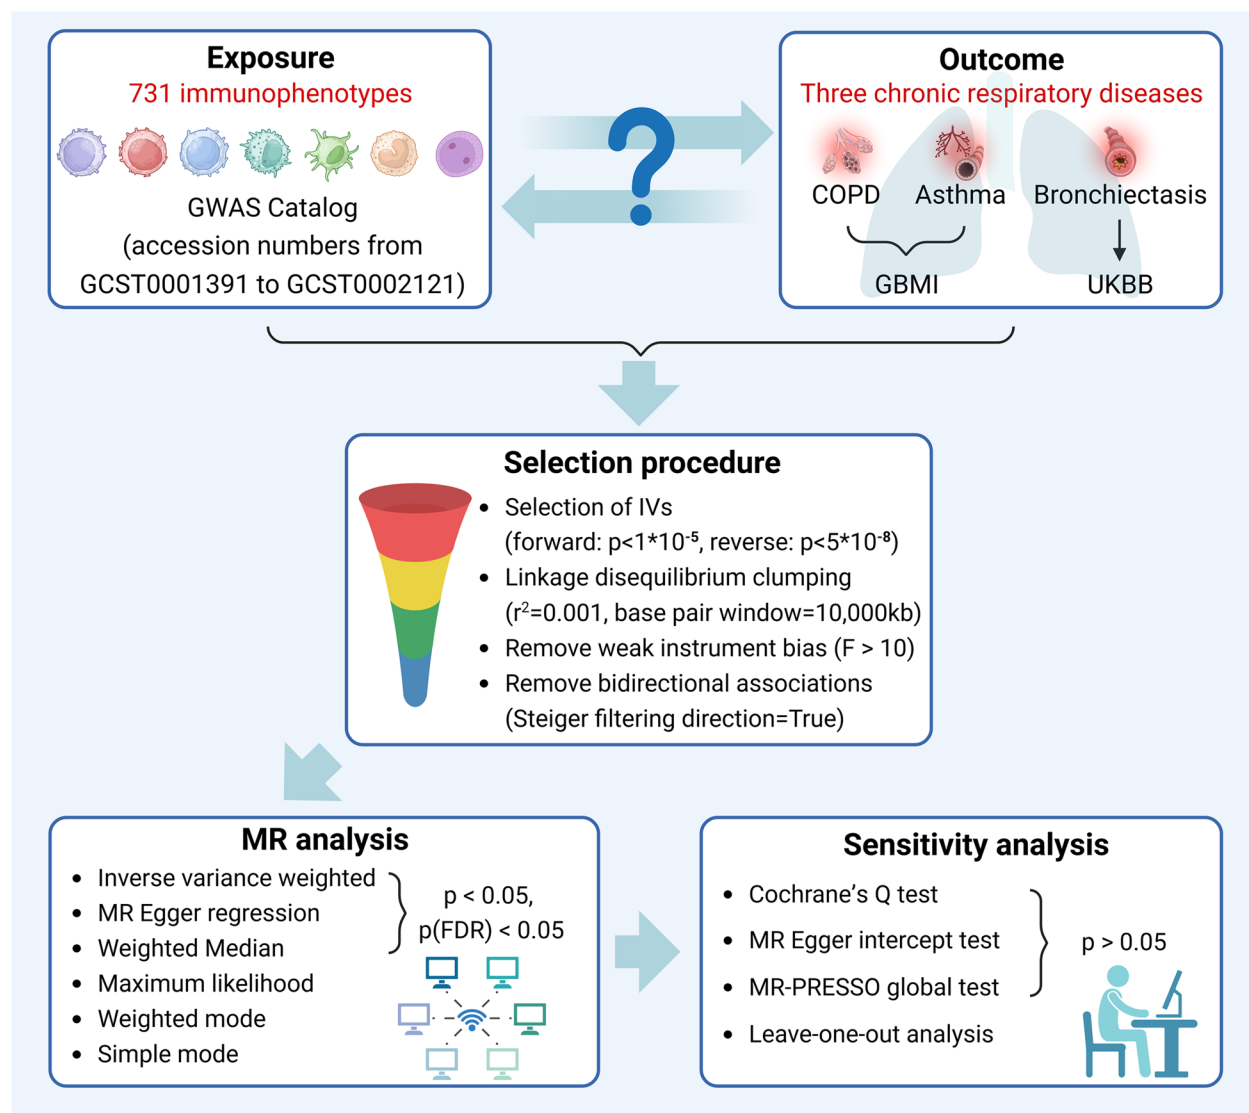 Exposure
731 immunophenotypes
GWAS Catalog
(accession numbers from
GCST0001391 to GCST0002121)
?
Outcome
Three chronic respiratory diseases
COPD Asthma Bronchiectasis
GBMI UKBB
Selection procedure
• Selection of IVs
(forward: p<1*10⁻⁵, reverse: p<5*10⁻⁸)
• Linkage disequilibrium clumping
(r²=0.001, base pair window=10,000kb)
• Remove weak instrument bias (F > 10)
• Remove bidirectional associations
(Steiger filtering direction=True)
MR analysis
• Inverse variance weighted
• MR Egger regression
• Weighted Median
• Maximum likelihood
• Weighted mode
• Simple mode
p < 0.05,
p(FDR) < 0.05
Sensitivity analysis
• Cochrane’s Q test
• MR Egger intercept test
• MR-PRESSO global test
• Leave-one-out analysis
p > 0.05